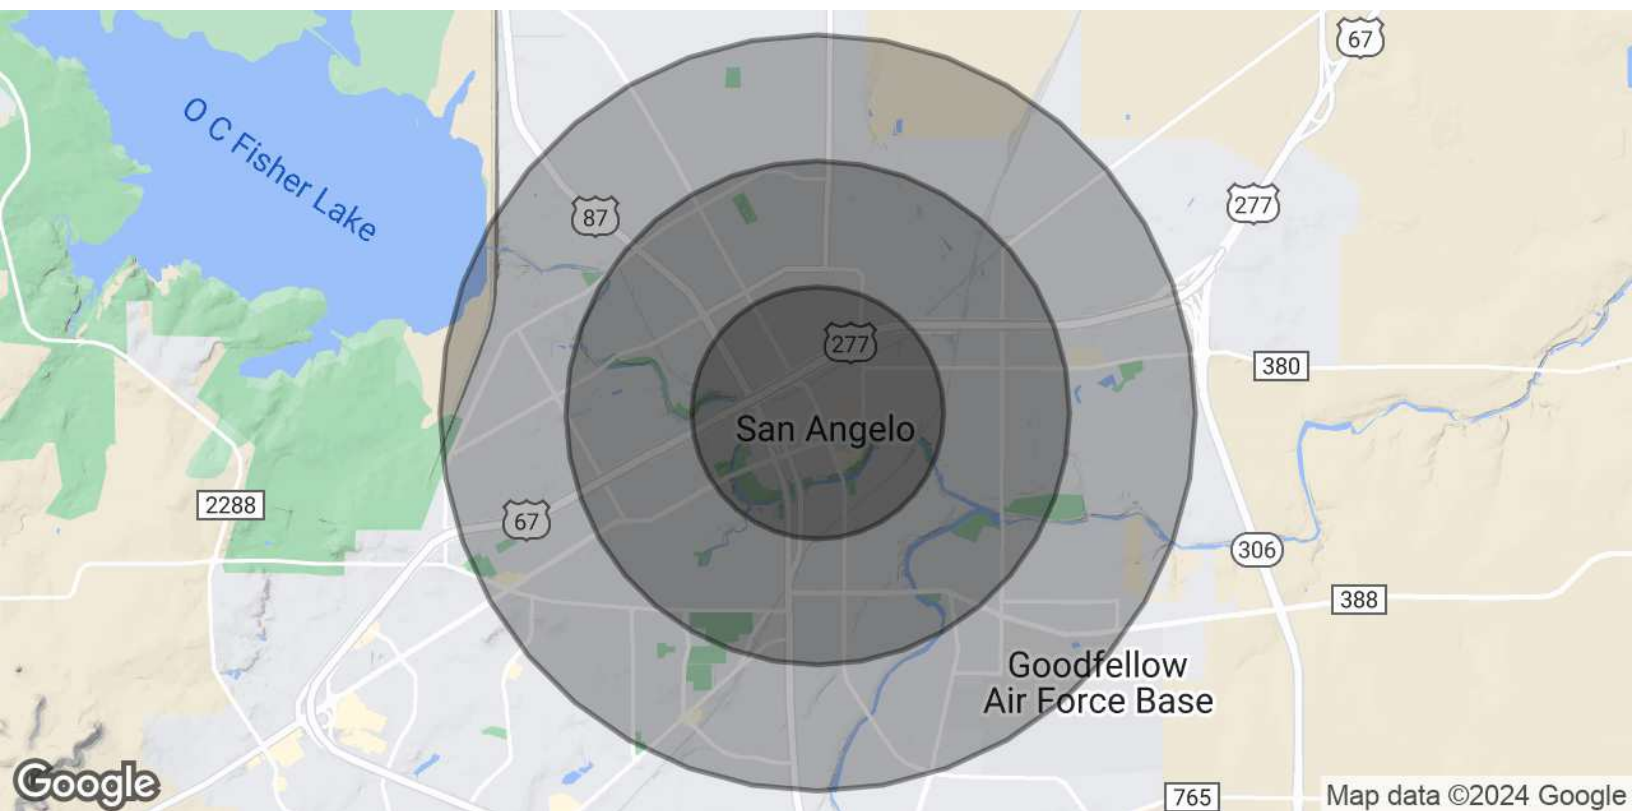 67
O C Fisher Lake
277
87
277
380
San Angelo
2288
67
306
388
Goodfellow
Air Force Base
Google
765
Map data ©2024 Google